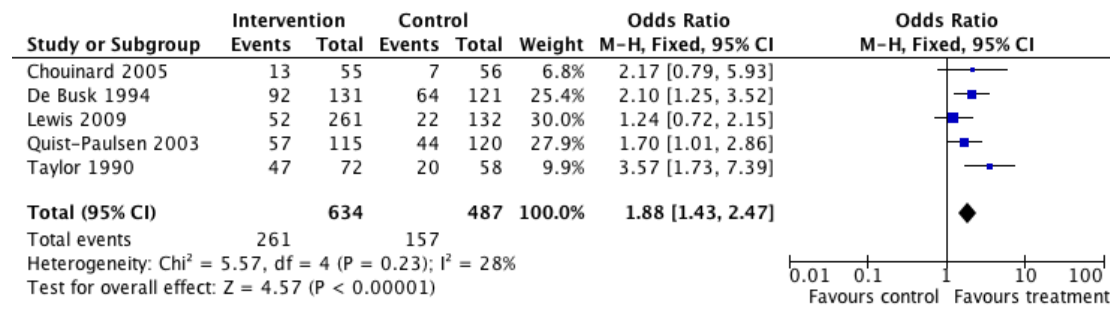 Intervention Control Odds Ratio Odds Ratio
Study or Subgroup Events Total Events Total Weight M-H, Fixed, 95% CI M-H, Fixed, 95% CI
Chouinard 2005 13 55 7 56 6.8% 2.17 [0.79, 5.93]
De Busk 1994 92 131 64 121 25.4% 2.10 [1.25, 3.52]
Lewis 2009 52 261 22 132 30.0% 1.24 [0.72, 2.15]
Quist-Paulsen 2003 57 115 44 120 27.9% 1.70 [1.01, 2.86]
Taylor 1990 47 72 20 58 9.9% 3.57 [1.73, 7.39]
Total (95% CI) 634 487 100.0% 1.88 [1.43, 2.47]
Total events 261 157
Heterogeneity: Chi² = 5.57, df = 4 (P = 0.23); I² = 28%
Test for overall effect: Z = 4.57 (P < 0.00001)
0.01 0.1 1 10 100
Favours control Favours treatment